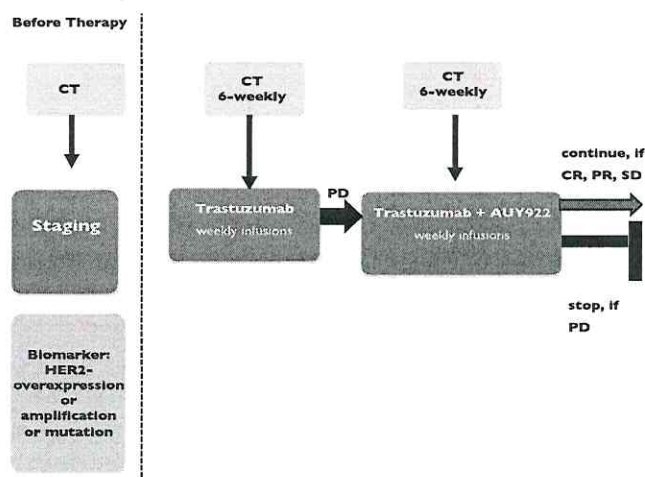 Before Therapy
CT
Staging
Biomarker:
HER2-
overexpression
or
amplification
or mutation
CT
6-weekly
Trastuzumab
weekly infusions
PD
CT
6-weekly
Trastuzumab + AUY922
weekly infusions
continue, if
CR, PR, SD
stop, if
PD